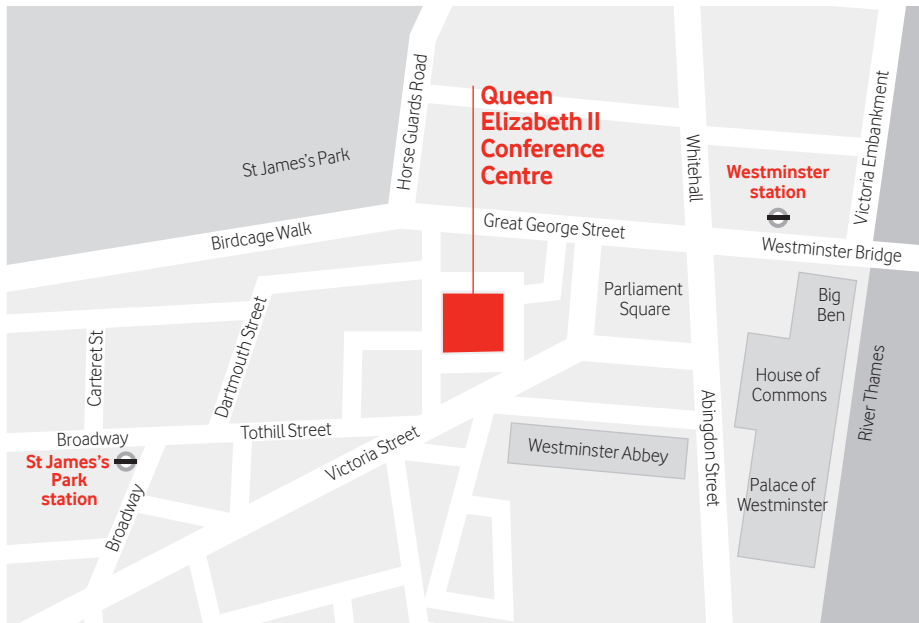 Queen
Elizabeth II
Conference
Centre
Horse Guards Road
St James's Park
Whitehall
Victoria Embankment
Westminster
station
Birdcage Walk
Great George Street
Westminster Bridge
Parliament
Square
Big
Ben
Carteret St
Dartmouth Street
House of
Commons
River Thames
Abingdon Street
Broadway
Tothill Street
Victoria Street
Westminster Abbey
St James's
Park
station
Broadway
Palace of
Westminster